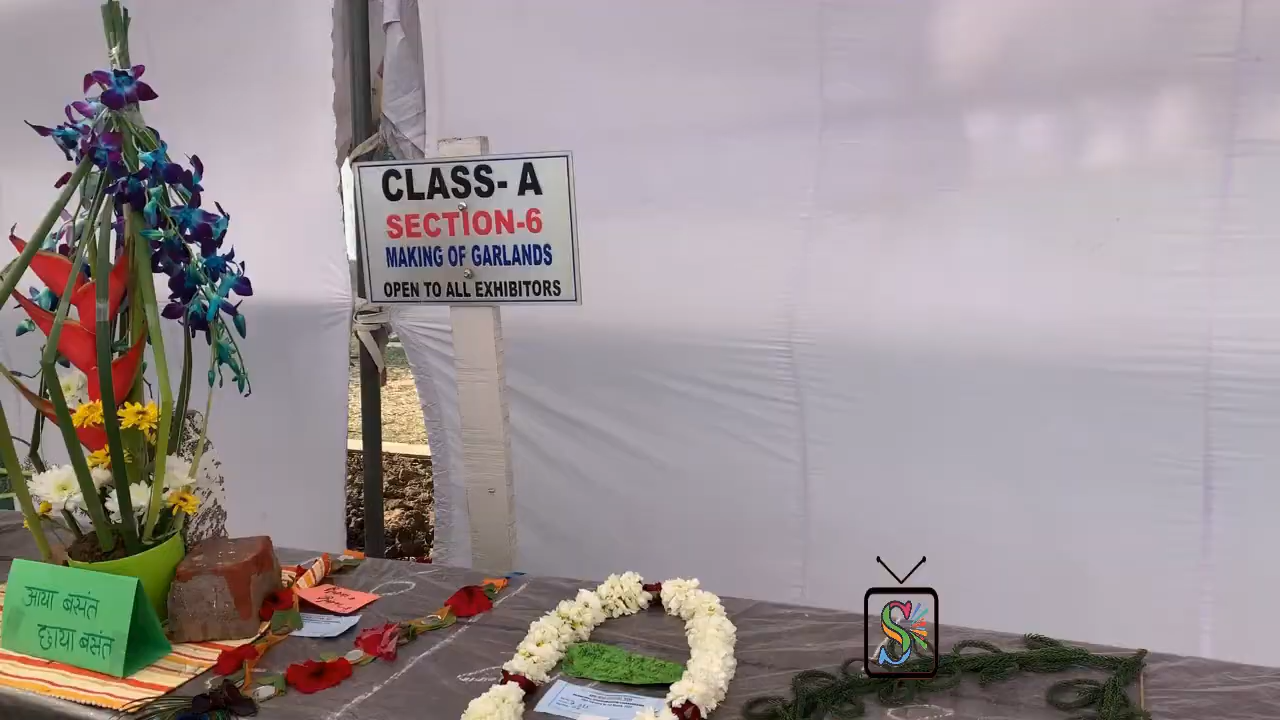 CLASS- A
SECTION-6
MAKING OF GARLANDS
OPEN TO ALL EXHIBITORS
आया बसंत
छाया बसंत
S